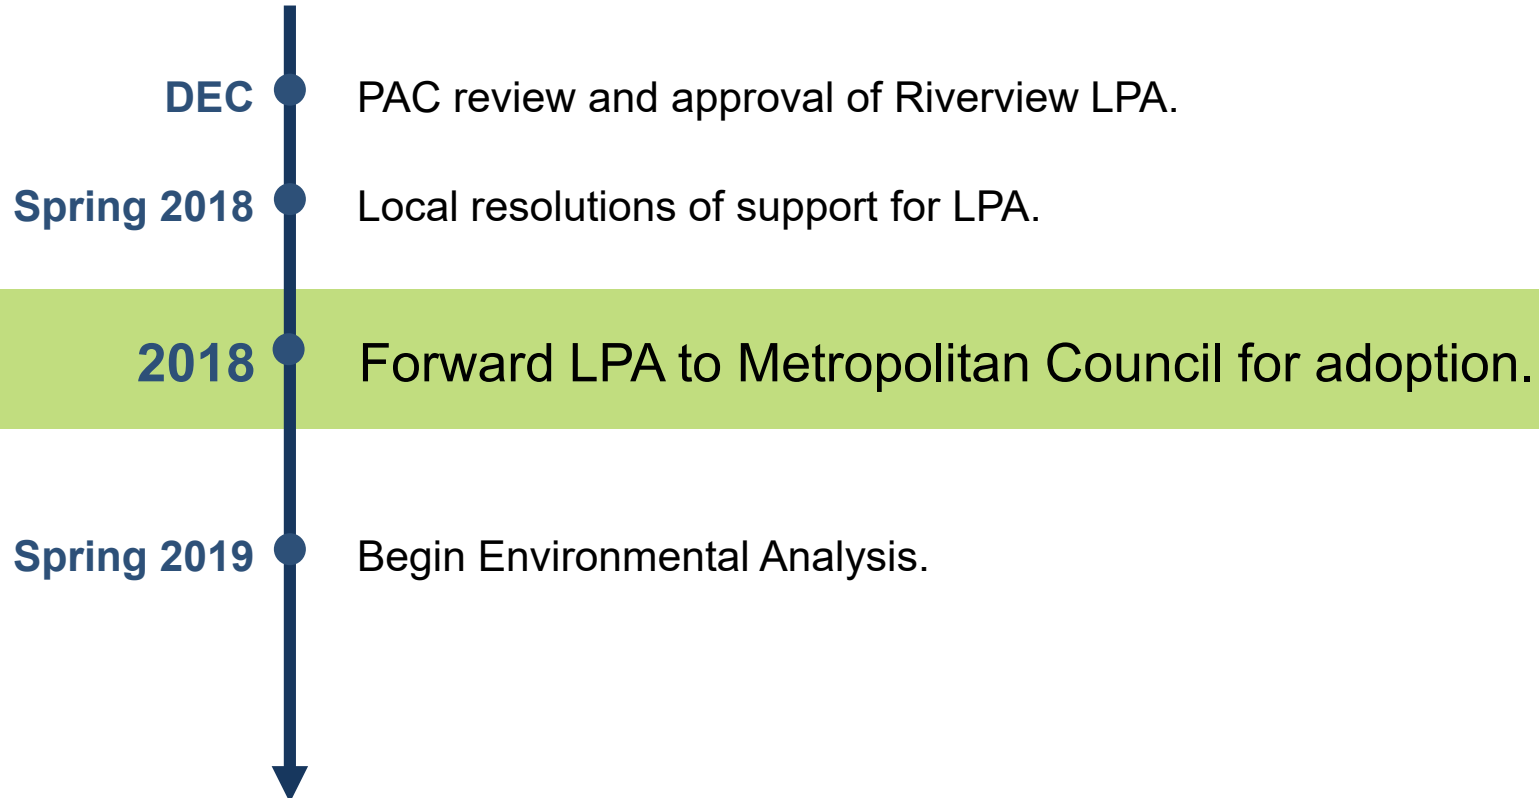 DEC PAC review and approval of Riverview LPA.
Spring 2018 Local resolutions of support for LPA.
2018 Forward LPA to Metropolitan Council for adoption.
Spring 2019 Begin Environmental Analysis.